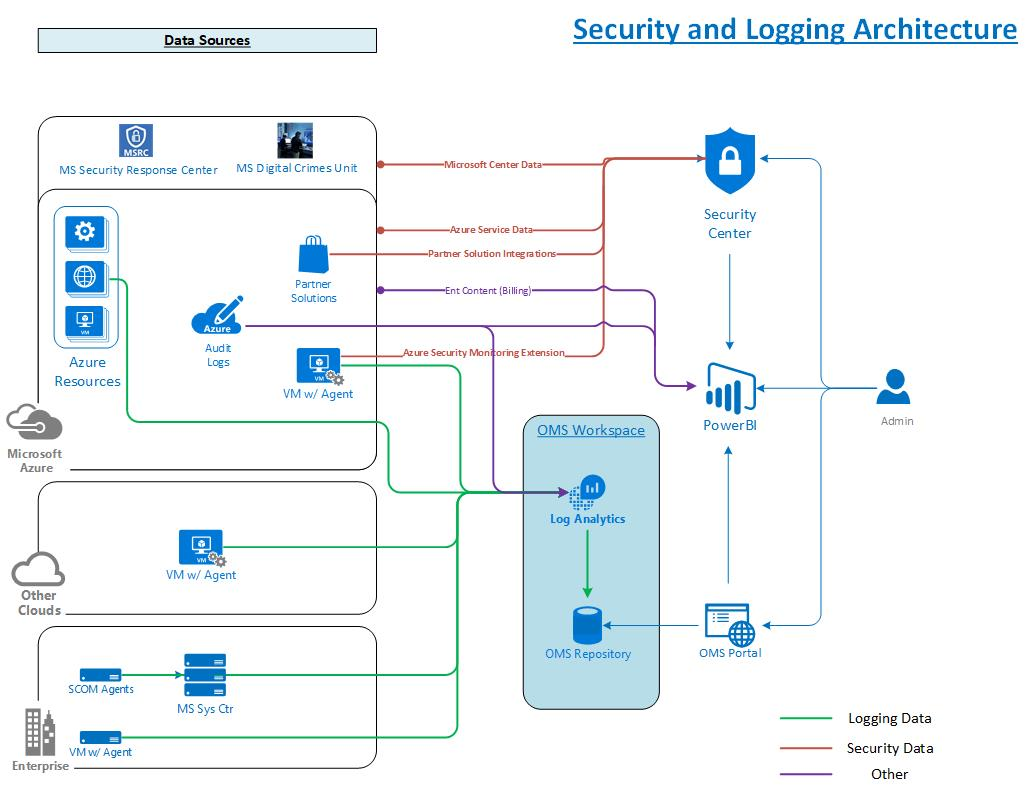 Security and Logging Architecture
Data Sources
MSRC
MS Security Response Center
MS Digital Crimes Unit
Microsoft Center Data
Security
Center
Azure Service Data
Partner Solution Integrations
Partner
Solutions
Ent Content (Billing)
Azure
Audit
Logs
VM
Azure
Resources
Azure Security Monitoring Extension
VM
VM w/ Agent
PowerBI
Admin
Microsoft
Azure
OMS Workspace
Log Analytics
VM
VM w/ Agent
Other
Clouds
OMS Repository
OMS Portal
SCOM Agents
MS Sys Ctr
VM w/ Agent
Enterprise
Logging Data
Security Data
Other